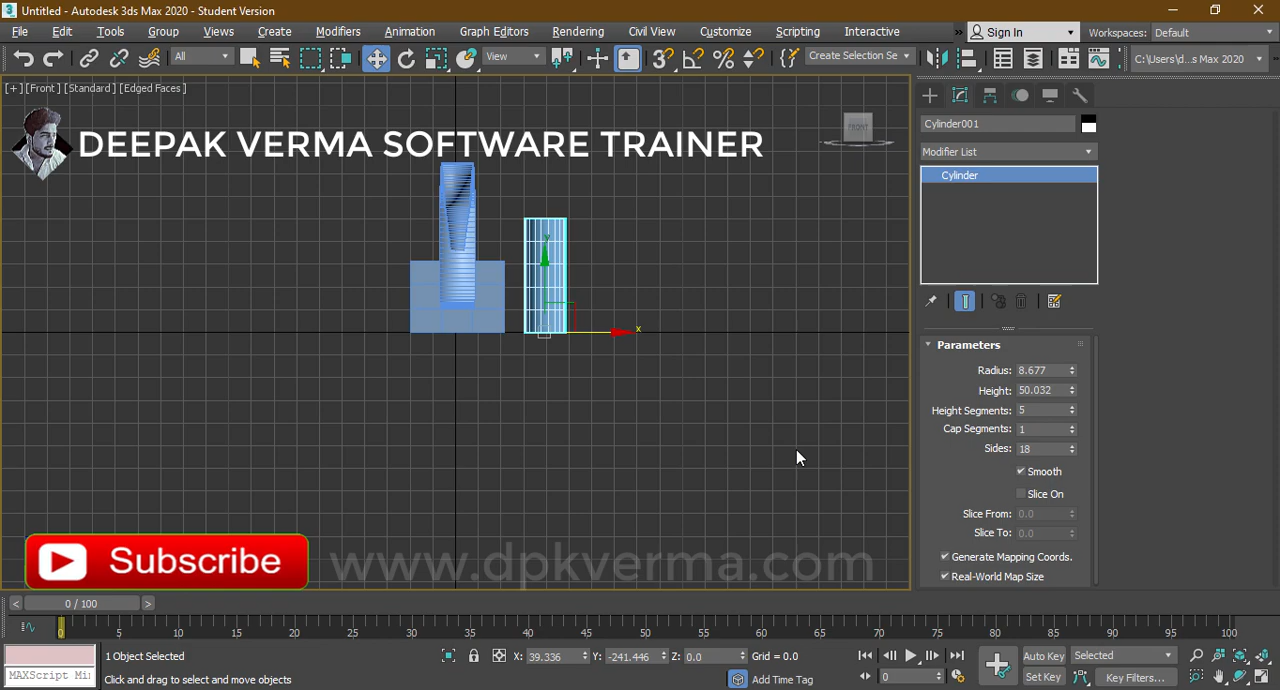 Untitled - Autodesk 3ds Max 2020 - Student Version
File Edit Tools Group Views Create Modifiers Animation Graph Editors Rendering Civil View Customize Scripting Interactive » Sign In Workspaces: Default
All View Create Selection Se C:\Users\d...s Max 2020
[+] [Front] [Standard] [Edged Faces]
FRONT
DEEPAK VERMA SOFTWARE TRAINER
y
x
Subscribe
www.dpkverma.com
Cylinder001
Modifier List
Cylinder
Parameters
Radius: 8.677
Height: 50.032
Height Segments: 5
Cap Segments: 1
Sides: 18
Smooth
Slice On
Slice From: 0.0
Slice To: 0.0
Generate Mapping Coords.
Real-World Map Size
< 0 / 100 >
0 5 10 15 20 25 30 35 40 45 50 55 60 65 70 75 80 85 90 95 100
1 Object Selected X: 39.336 Y: -241.446 Z: 0.0 Grid = 0.0 Auto Key Selected
MAXScript Mi: Click and drag to select and move objects Add Time Tag 0 Set Key Key Filters...